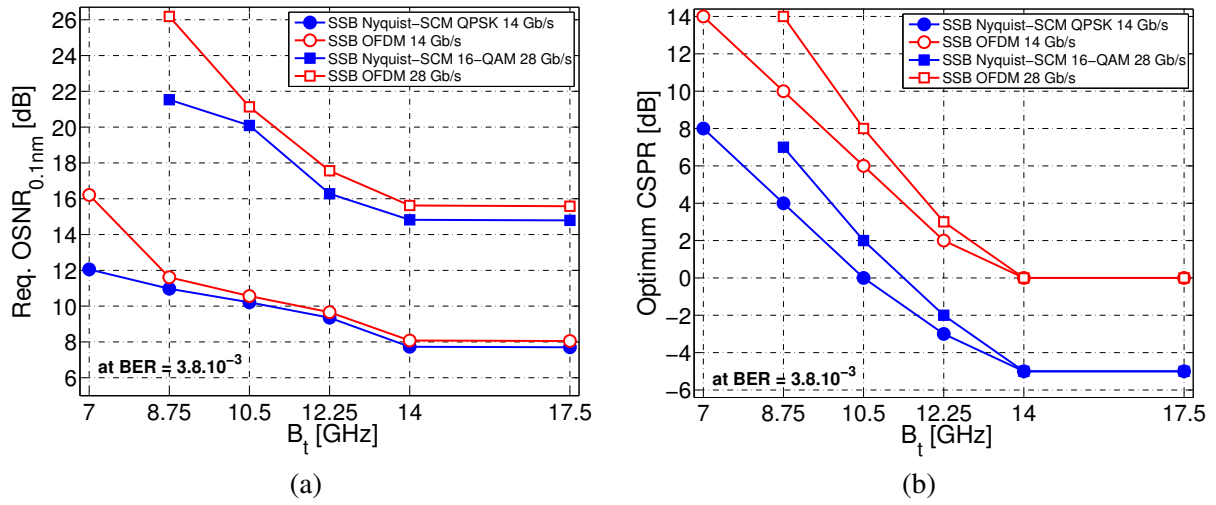 26
24
22
20
18
16
14
12
10
8
6
Req. OSNR0.1nm [dB]
SSB Nyquist−SCM QPSK 14 Gb/s
SSB OFDM 14 Gb/s
SSB Nyquist−SCM 16−QAM 28 Gb/s
SSB OFDM 28 Gb/s
at BER = 3.8.10−3
7 8.75 10.5 12.25 14 17.5
Bt [GHz]
(a)
14
12
10
8
6
4
2
0
−2
−4
−6
Optimum CSPR [dB]
SSB Nyquist−SCM QPSK 14 Gb/s
SSB OFDM 14 Gb/s
SSB Nyquist−SCM 16−QAM 28 Gb/s
SSB OFDM 28 Gb/s
at BER = 3.8.10−3
7 8.75 10.5 12.25 14 17.5
Bt [GHz]
(b)